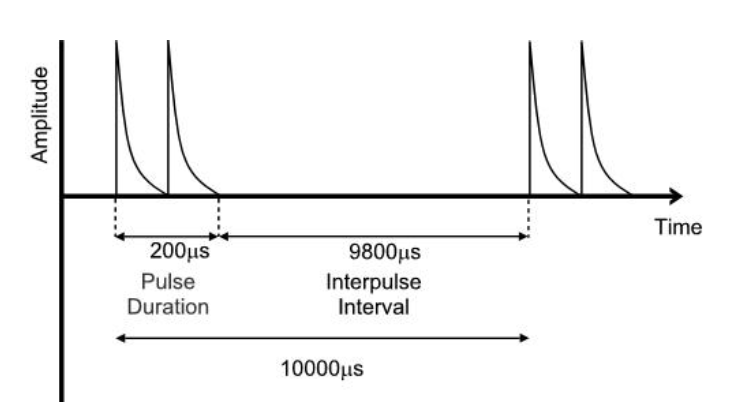 Amplitude
Time
200μs
9800μs
Pulse
Duration
Interpulse
Interval
10000μs